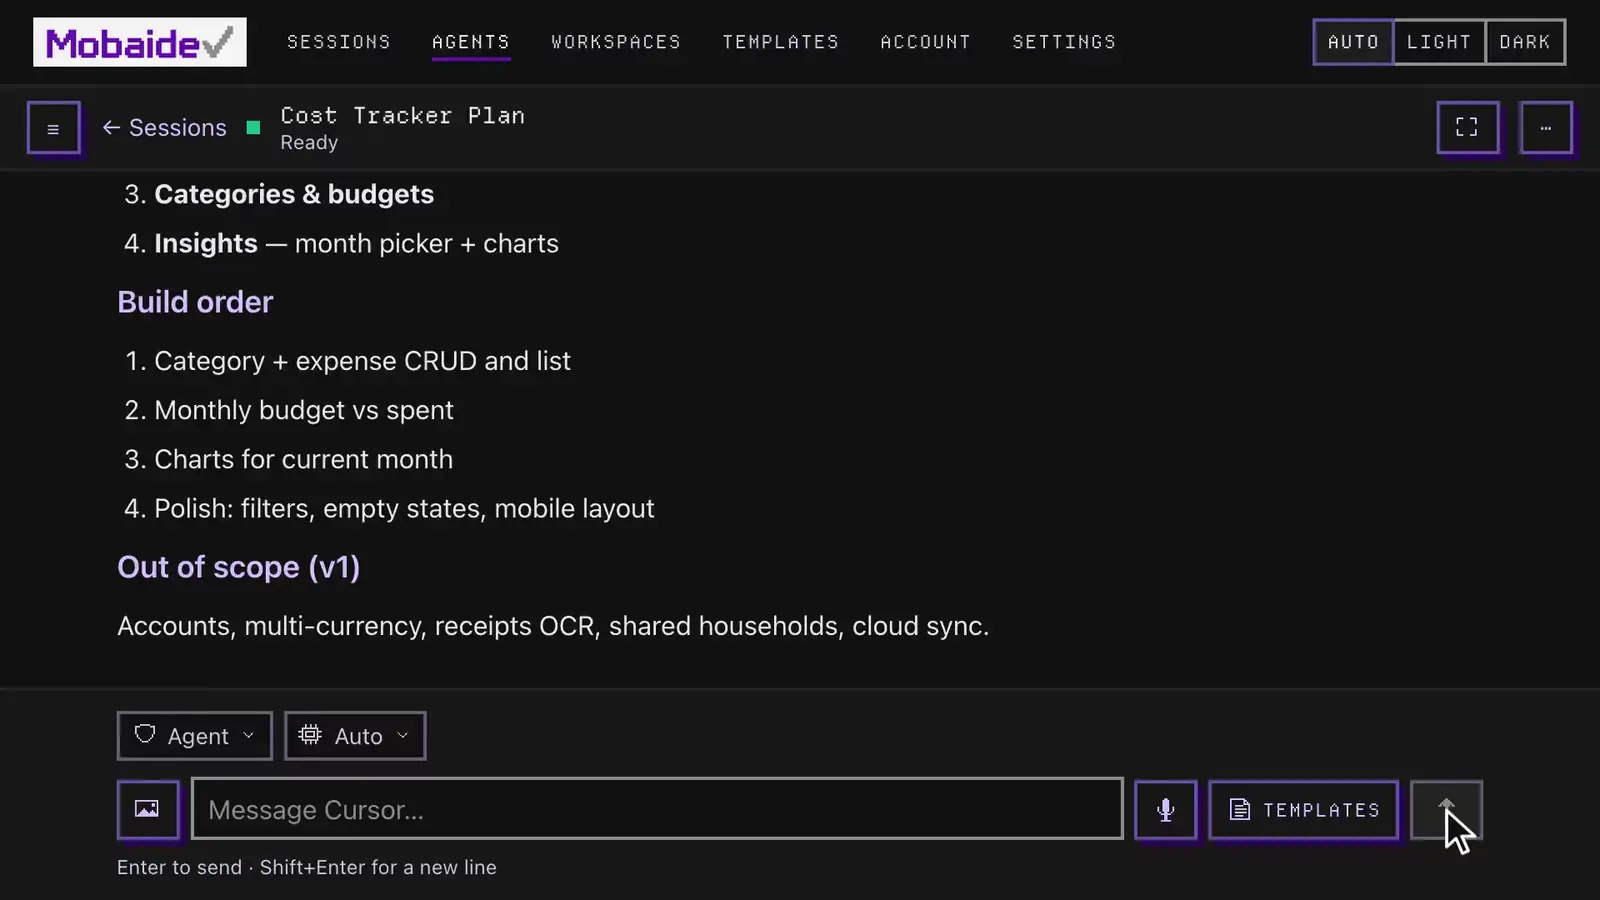 Mobaide
SESSIONS
AGENTS
WORKSPACES
TEMPLATES
ACCOUNT
SETTINGS
AUTO
LIGHT
DARK
← Sessions
Cost Tracker Plan
Ready
3. Categories & budgets
4. Insights — month picker + charts
Build order
1. Category + expense CRUD and list
2. Monthly budget vs spent
3. Charts for current month
4. Polish: filters, empty states, mobile layout
Out of scope (v1)
Accounts, multi-currency, receipts OCR, shared households, cloud sync.
Agent
Auto
Message Cursor...
TEMPLATES
Enter to send · Shift+Enter for a new line